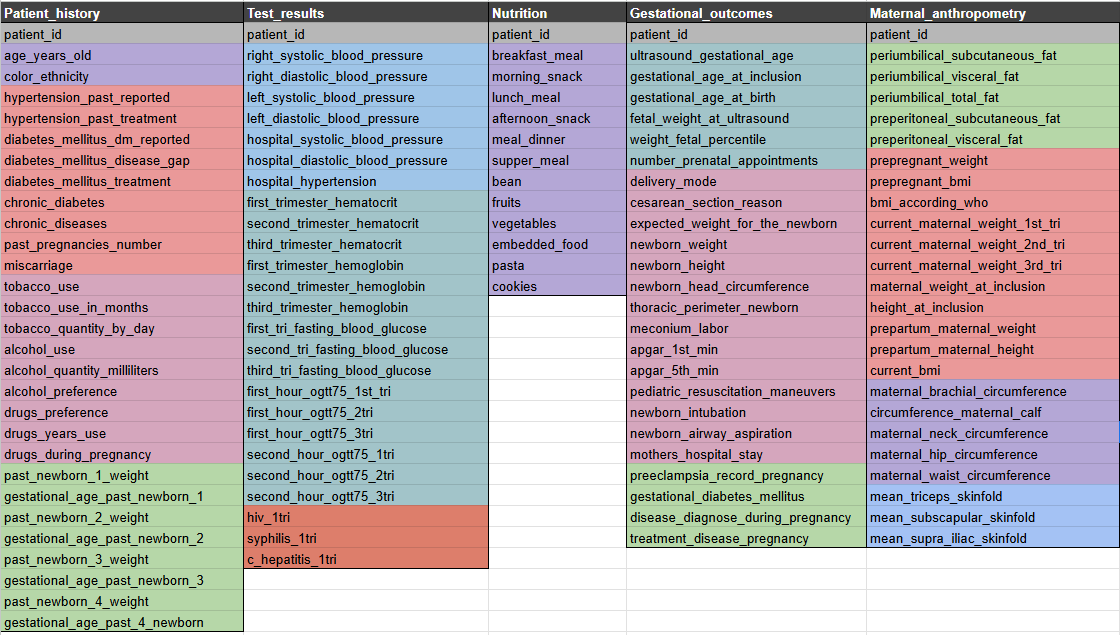 Patient_history Test_results Nutrition Gestational_outcomes Maternal_anthropometry
patient_id patient_id patient_id patient_id patient_id
age_years_old right_systolic_blood_pressure breakfast_meal ultrasound_gestational_age periumbilical_subcutaneous_fat
color_ethnicity right_diastolic_blood_pressure morning_snack gestational_age_at_inclusion periumbilical_visceral_fat
hypertension_past_reported left_systolic_blood_pressure lunch_meal gestational_age_at_birth periumbilical_total_fat
hypertension_past_treatment left_diastolic_blood_pressure afternoon_snack fetal_weight_at_ultrasound preperitoneal_subcutaneous_fat
diabetes_mellitus_dm_reported hospital_systolic_blood_pressure meal_dinner weight_fetal_percentile preperitoneal_visceral_fat
diabetes_mellitus_disease_gap hospital_diastolic_blood_pressure supper_meal number_prenatal_appointments prepregnant_weight
diabetes_mellitus_treatment hospital_hypertension bean delivery_mode prepregnant_bmi
chronic_diabetes first_trimester_hematocrit fruits cesarean_section_reason bmi_according_who
chronic_diseases second_trimester_hematocrit vegetables expected_weight_for_the_newborn current_maternal_weight_1st_tri
past_pregnancies_number third_trimester_hematocrit embedded_food newborn_weight current_maternal_weight_2nd_tri
miscarriage first_trimester_hemoglobin pasta newborn_height current_maternal_weight_3rd_tri
tobacco_use second_trimester_hemoglobin cookies newborn_head_circumference maternal_weight_at_inclusion
tobacco_use_in_months third_trimester_hemoglobin thoracic_perimeter_newborn height_at_inclusion
tobacco_quantity_by_day first_tri_fasting_blood_glucose meconium_labor prepartum_maternal_weight
alcohol_use second_tri_fasting_blood_glucose apgar_1st_min prepartum_maternal_height
alcohol_quantity_milliliters third_tri_fasting_blood_glucose apgar_5th_min current_bmi
alcohol_preference first_hour_ogtt75_1st_tri pediatric_resuscitation_maneuvers maternal_brachial_circumference
drugs_preference first_hour_ogtt75_2tri newborn_intubation circumference_maternal_calf
drugs_years_use first_hour_ogtt75_3tri newborn_airway_aspiration maternal_neck_circumference
drugs_during_pregnancy second_hour_ogtt75_1tri mothers_hospital_stay maternal_hip_circumference
past_newborn_1_weight second_hour_ogtt75_2tri preeclampsia_record_pregnancy maternal_waist_circumference
gestational_age_past_newborn_1 second_hour_ogtt75_3tri gestational_diabetes_mellitus mean_triceps_skinfold
past_newborn_2_weight hiv_1tri disease_diagnose_during_pregnancy mean_subscapular_skinfold
gestational_age_past_newborn_2 syphilis_1tri treatment_disease_pregnancy mean_supra_iliac_skinfold
past_newborn_3_weight c_hepatitis_1tri
gestational_age_past_newborn_3
past_newborn_4_weight
gestational_age_past_4_newborn